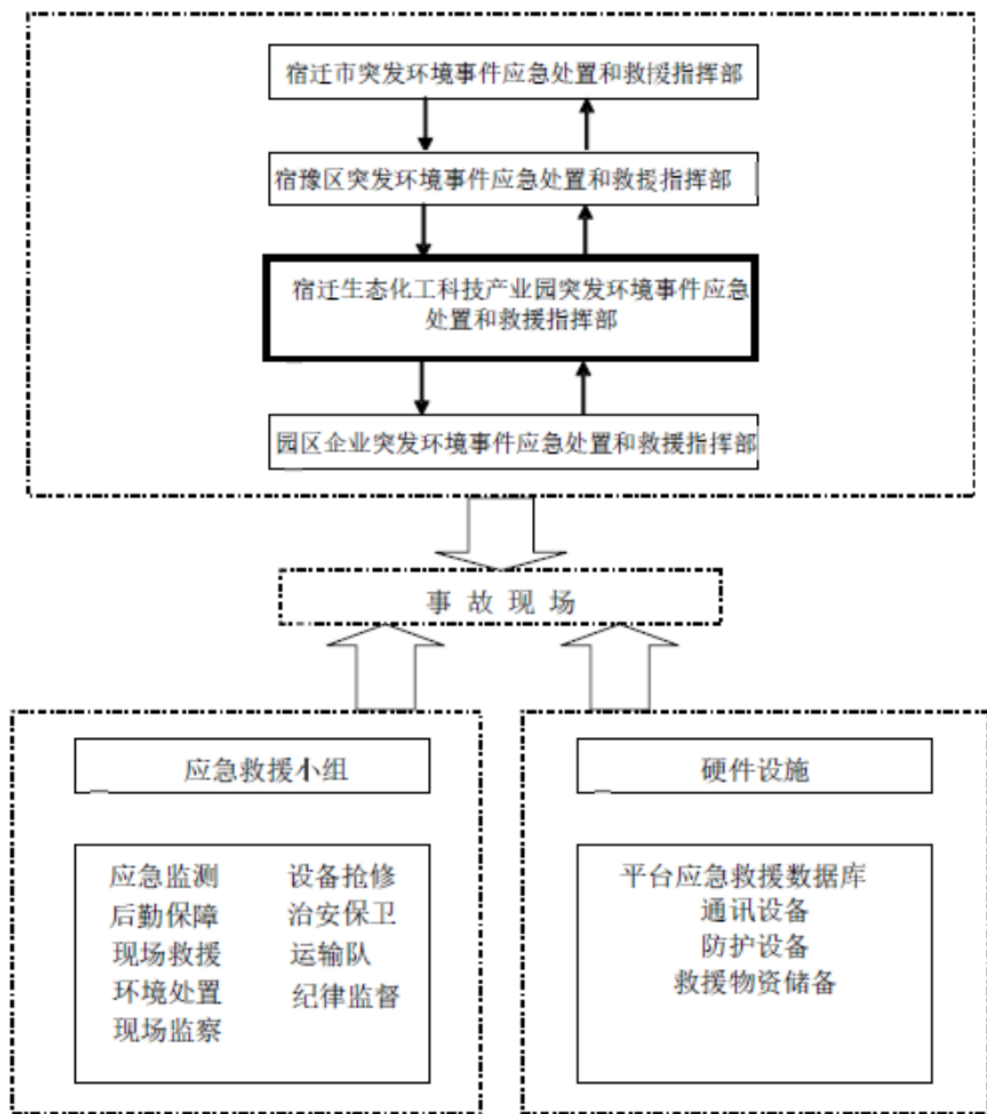 宿迁市突发环境事件应急处置和救援指挥部
宿豫区突发环境事件应急处置和救援指挥部
宿迁生态化工科技产业园突发环境事件应急
处置和救援指挥部
园区企业突发环境事件应急处置和救援指挥部
事故现场
应急救援小组
应急监测 设备抢修
后勤保障 治安保卫
现场救援 运输队
环境处置 纪律监督
现场监察
硬件设施
平台应急救援数据库
通讯设备
防护设备
救援物资储备